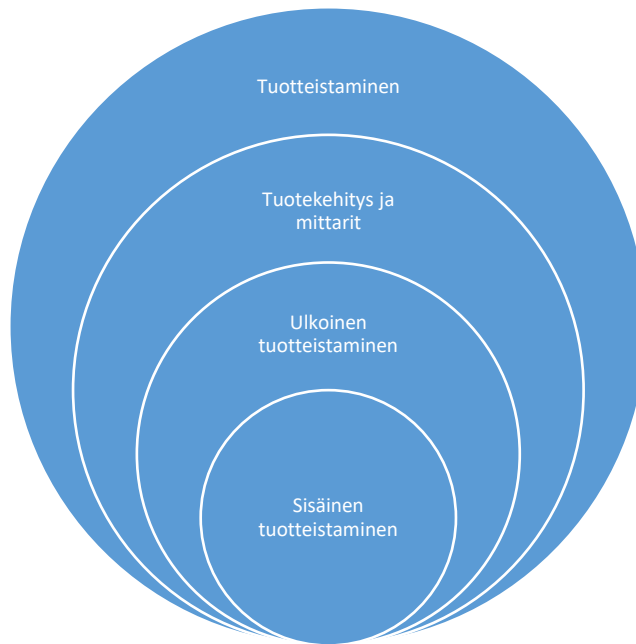 Tuotteistaminen
Tuotekehitys ja
mittarit
Ulkoinen
tuotteistaminen
Sisäinen
tuotteistaminen